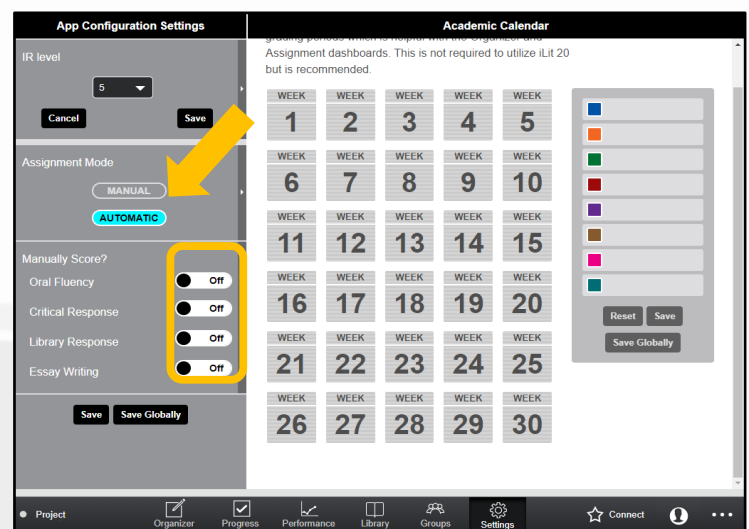 App Configuration Settings
Academic Calendar
IR level
5
Cancel Save
Assignment Mode
MANUAL
AUTOMATIC
Manually Score?
Oral Fluency Off
Critical Response Off
Library Response Off
Essay Writing Off
Save Save Globally
grading periods which is helpful with the Organizer and
Assignment dashboards. This is not required to utilize iLit 20
but is recommended.
WEEK WEEK WEEK WEEK WEEK
1 2 3 4 5
WEEK WEEK WEEK WEEK WEEK
6 7 8 9 10
WEEK WEEK WEEK WEEK WEEK
11 12 13 14 15
WEEK WEEK WEEK WEEK WEEK
16 17 18 19 20
WEEK WEEK WEEK WEEK WEEK
21 22 23 24 25
WEEK WEEK WEEK WEEK WEEK
26 27 28 29 30
Reset Save
Save Globally
Project Organizer Progress Performance Library Groups Settings Connect